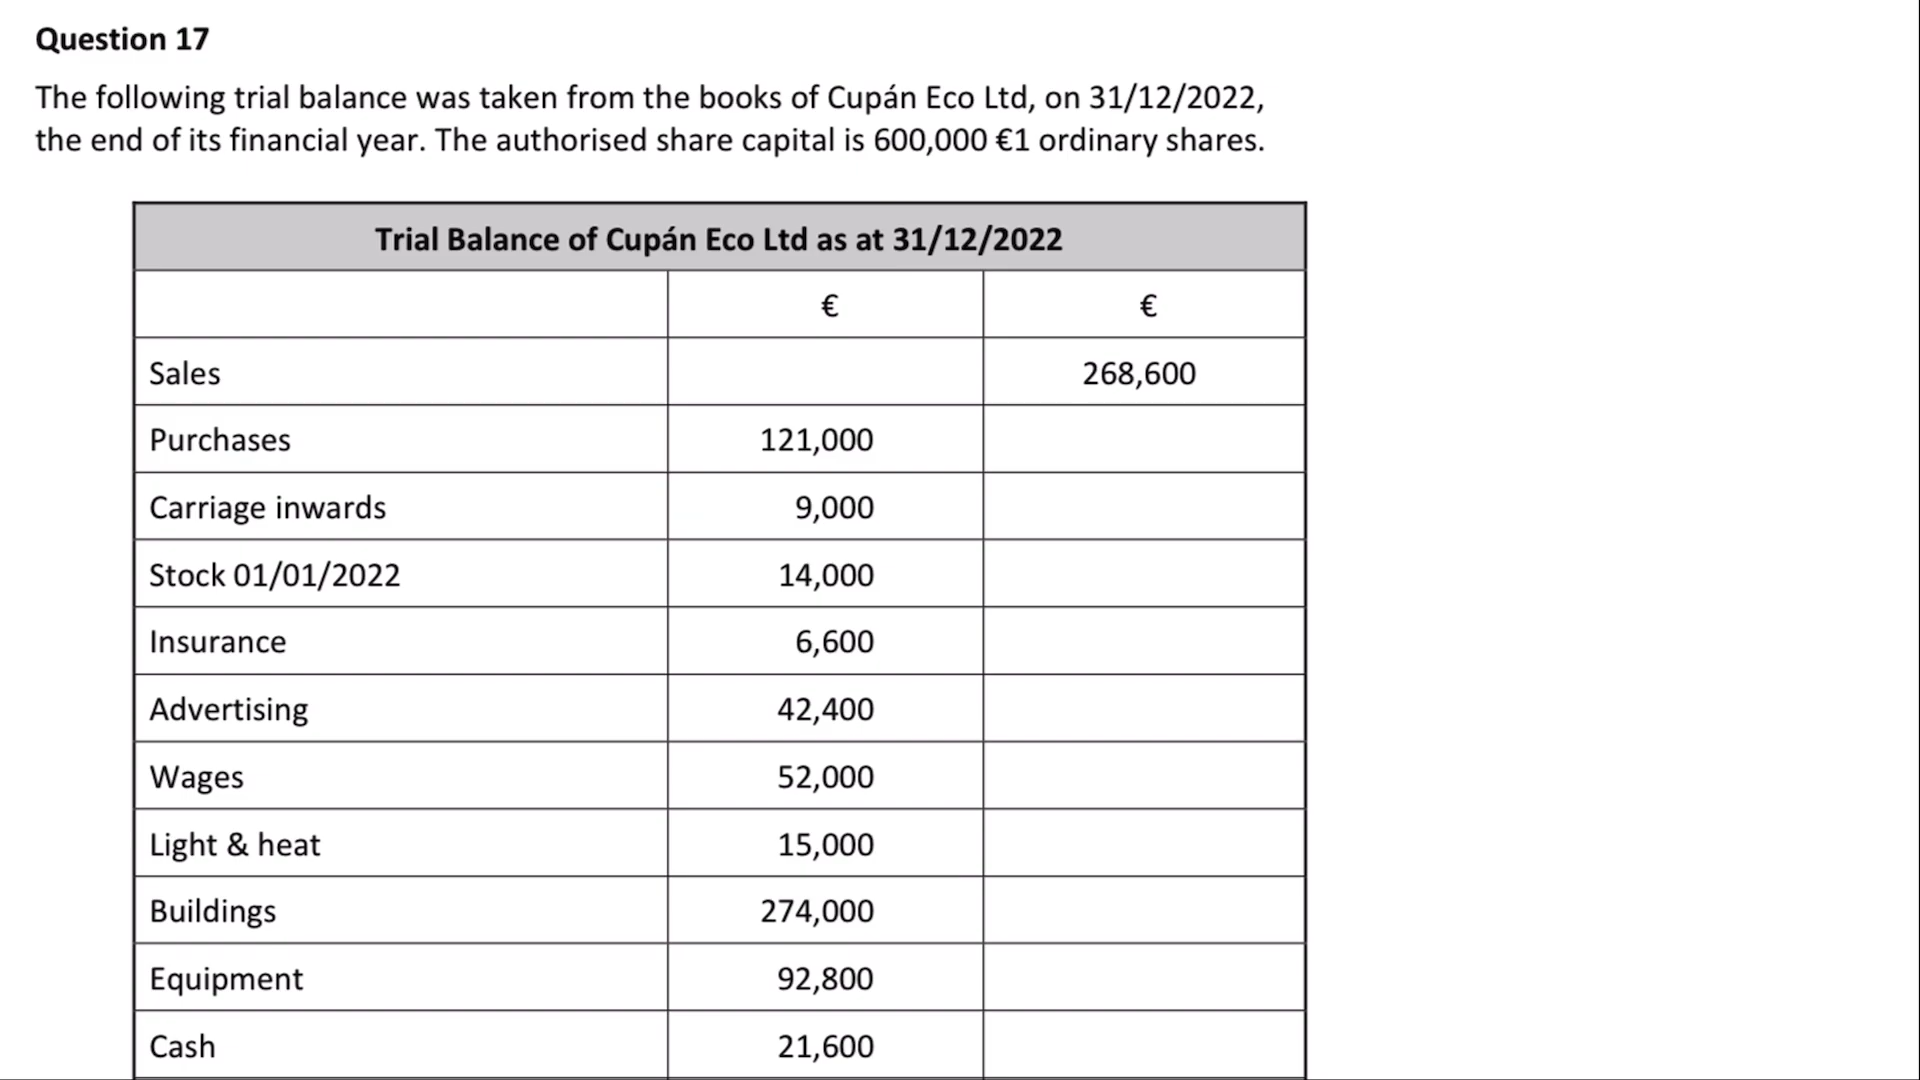 Question 17
The following trial balance was taken from the books of Cupán Eco Ltd, on 31/12/2022,
the end of its financial year. The authorised share capital is 600,000 €1 ordinary shares.
Trial Balance of Cupán Eco Ltd as at 31/12/2022
€ €
Sales 268,600
Purchases 121,000
Carriage inwards 9,000
Stock 01/01/2022 14,000
Insurance 6,600
Advertising 42,400
Wages 52,000
Light & heat 15,000
Buildings 274,000
Equipment 92,800
Cash 21,600